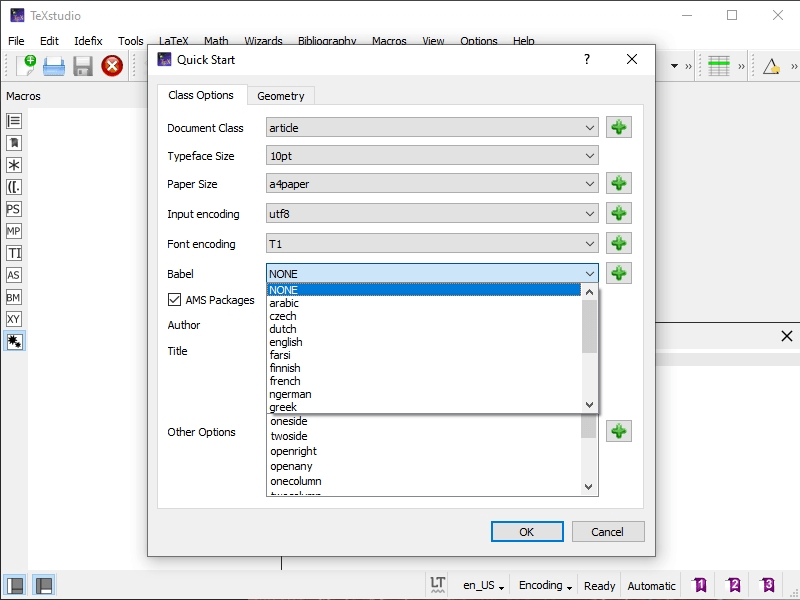 TeXstudio
File Edit Idefix Tools LaTeX Math Wizards Bibliography Macros View Options Help
Quick Start
?
Macros
Class Options Geometry
Document Class article
Typeface Size 10pt
Paper Size a4paper
Input encoding utf8
Font encoding T1
Babel NONE
NONE
AMS Packages
arabic
czech
dutch
Author
english
Title
farsi
finnish
french
ngerman
greek
oneside
Other Options
twoside
openright
openany
onecolumn
PS
MP
TI
AS
BM
XY
OK Cancel
LT en_US Encoding Ready Automatic 1 2 3